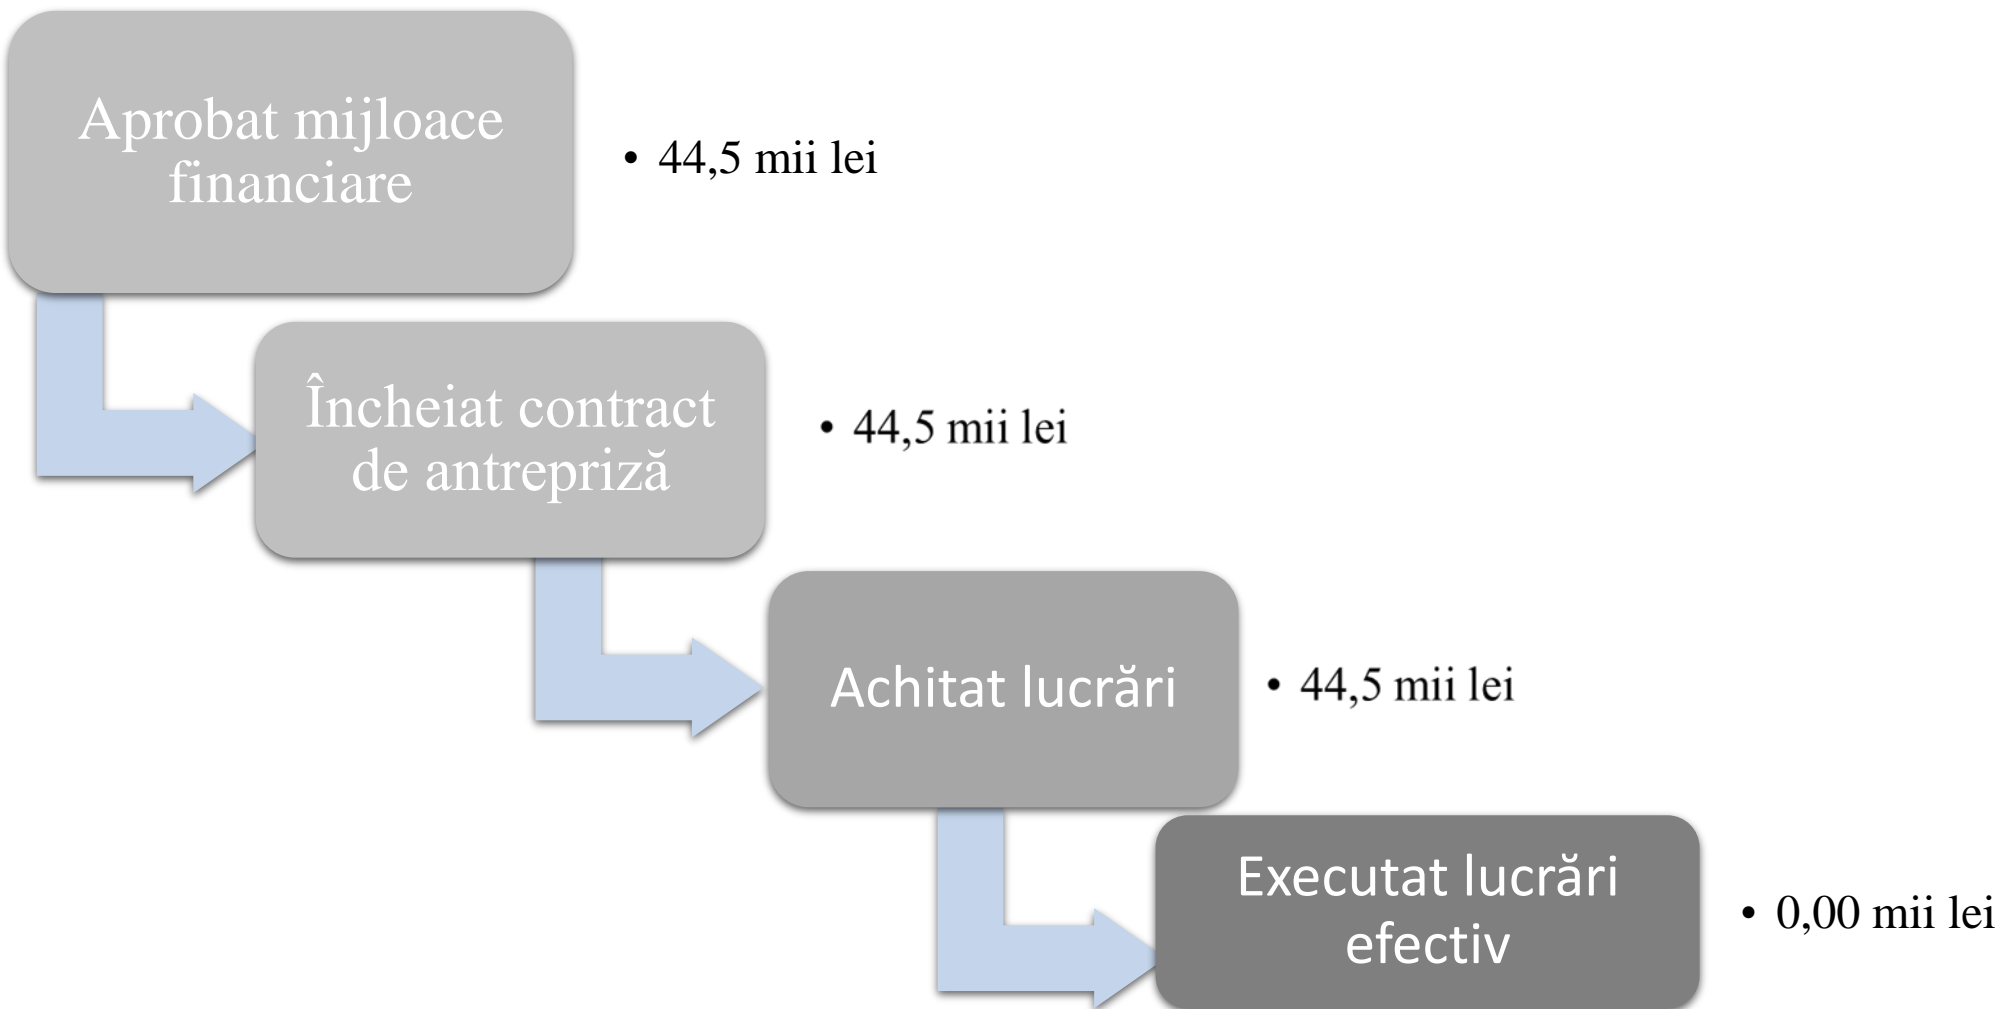 Aprobat mijloace
financiare
• 44,5 mii lei
Încheiat contract
de antrepriză
• 44,5 mii lei
Achitat lucrări
• 44,5 mii lei
Executat lucrări
efectiv
• 0,00 mii lei